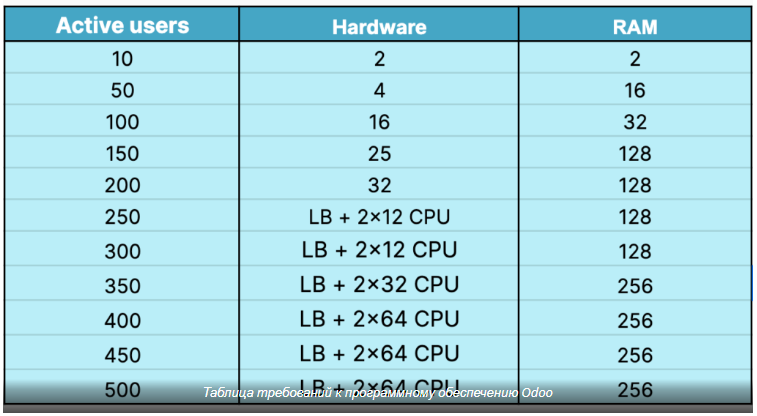 Active users Hardware RAM
10 2 2
50 4 16
100 16 32
150 25 128
200 32 128
250 LB + 2×12 CPU 128
300 LB + 2×12 CPU 128
350 LB + 2×32 CPU 256
400 LB + 2×64 CPU 256
450 LB + 2×64 CPU 256
500 LB + 2×64 CPU 256
Таблица требований к программному обеспечению Odoo